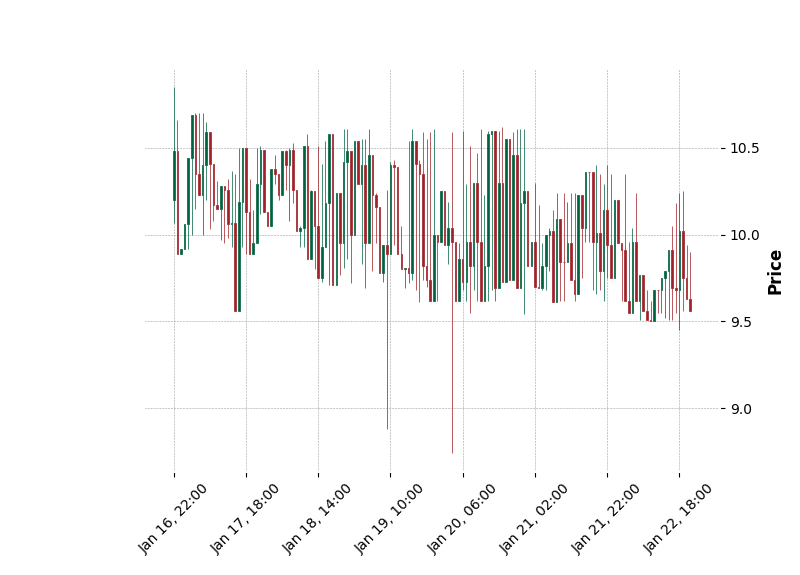 10.5
10.0
9.5
9.0
Price
Jan 16, 22:00
Jan 17, 18:00
Jan 18, 14:00
Jan 19, 10:00
Jan 20, 06:00
Jan 21, 02:00
Jan 21, 22:00
Jan 22, 18:00